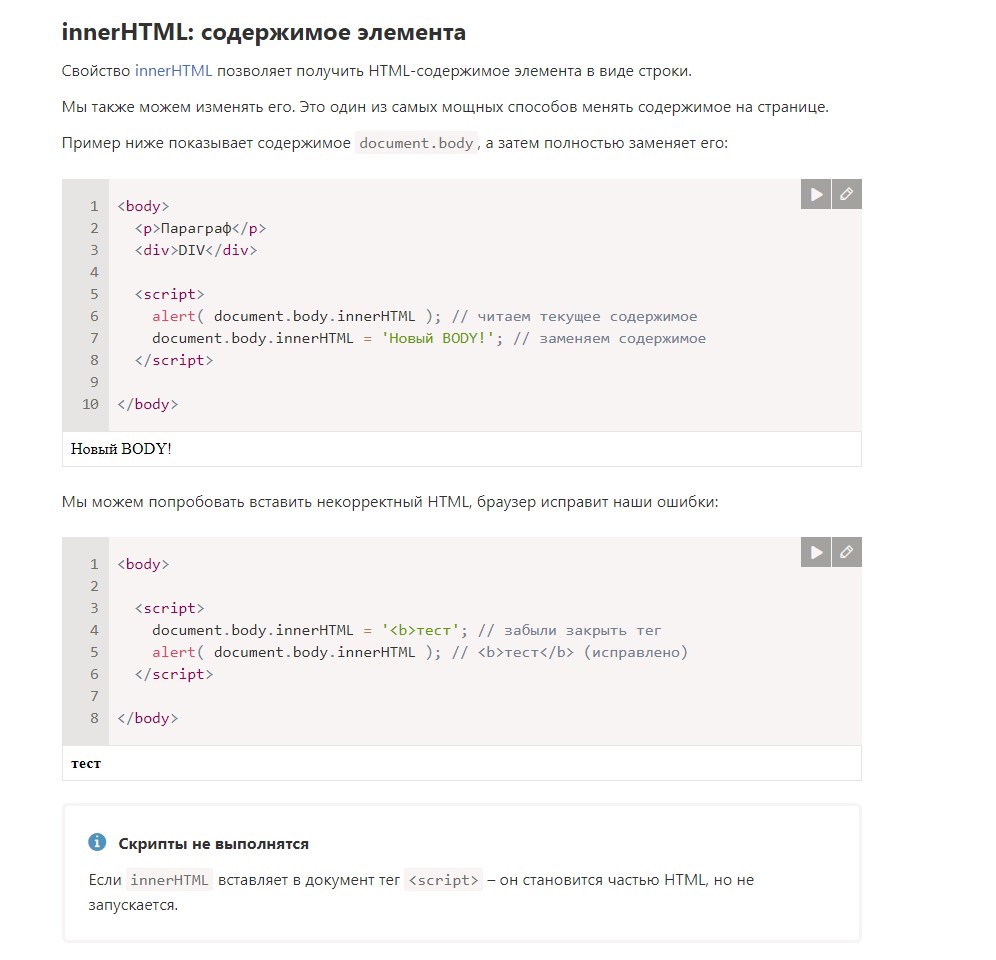 innerHTML: содержимое элемента
Свойство innerHTML позволяет получить HTML-содержимое элемента в виде строки.
Мы также можем изменять его. Это один из самых мощных способов менять содержимое на странице.
Пример ниже показывает содержимое document.body, а затем полностью заменяет его:
1 <body>
2   <p>Параграф</p>
3   <div>DIV</div>
4
5   <script>
6     alert( document.body.innerHTML ); // читаем текущее содержимое
7     document.body.innerHTML = 'Новый BODY!'; // заменяем содержимое
8   </script>
9
10 </body>
Новый BODY!
Мы можем попробовать вставить некорректный HTML, браузер исправит наши ошибки:
1 <body>
2
3   <script>
4     document.body.innerHTML = '<b>тест'; // забыли закрыть тег
5     alert( document.body.innerHTML ); // <b>тест</b> (исправлено)
6   </script>
7
8 </body>
тест
Скрипты не выполнятся
Если innerHTML вставляет в документ тег <script> – он становится частью HTML, но не
запускается.